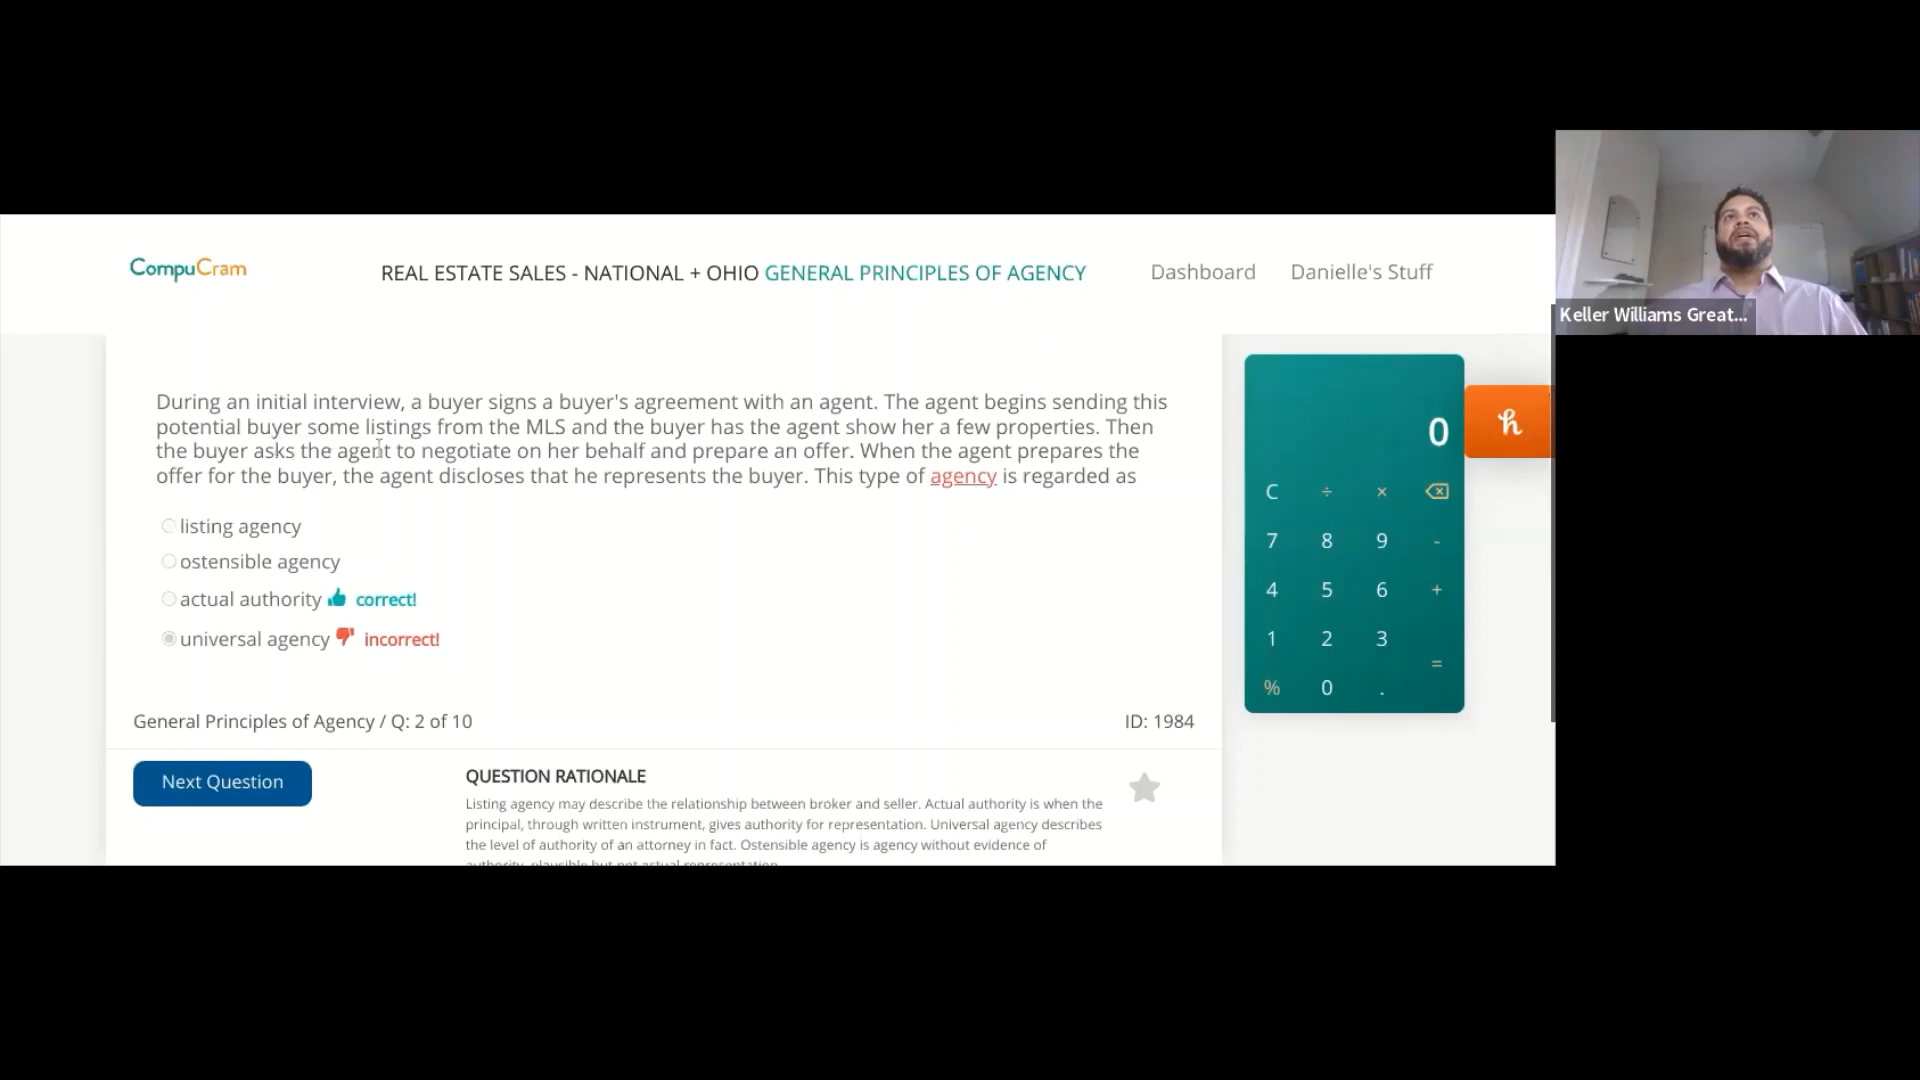 CompuCram
REAL ESTATE SALES - NATIONAL + OHIO GENERAL PRINCIPLES OF AGENCY
Dashboard
Danielle's Stuff
Keller Williams Great...
During an initial interview, a buyer signs a buyer's agreement with an agent. The agent begins sending this
potential buyer some listings from the MLS and the buyer has the agent show her a few properties. Then
the buyer asks the agent to negotiate on her behalf and prepare an offer. When the agent prepares the
offer for the buyer, the agent discloses that he represents the buyer. This type of agency is regarded as
listing agency
ostensible agency
actual authority correct!
universal agency incorrect!
General Principles of Agency / Q: 2 of 10
ID: 1984
Next Question
QUESTION RATIONALE
Listing agency may describe the relationship between broker and seller. Actual authority is when the
principal, through written instrument, gives authority for representation. Universal agency describes
the level of authority of an attorney in fact. Ostensible agency is agency without evidence of
authority, plausible but not actual representation.
0
h
C ÷ ×
7 8 9 -
4 5 6 +
1 2 3
=
% 0 .